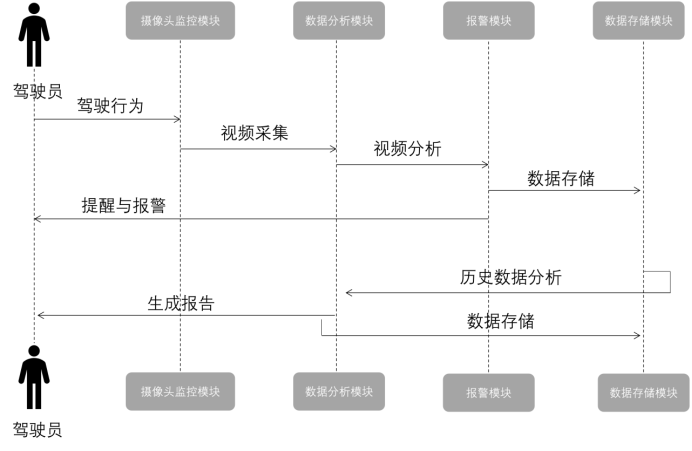 摄像头监控模块
数据分析模块
报警模块
数据存储模块
驾驶员
驾驶行为
视频采集
视频分析
数据存储
提醒与报警
历史数据分析
生成报告
数据存储
摄像头监控模块
数据分析模块
报警模块
数据存储模块
驾驶员